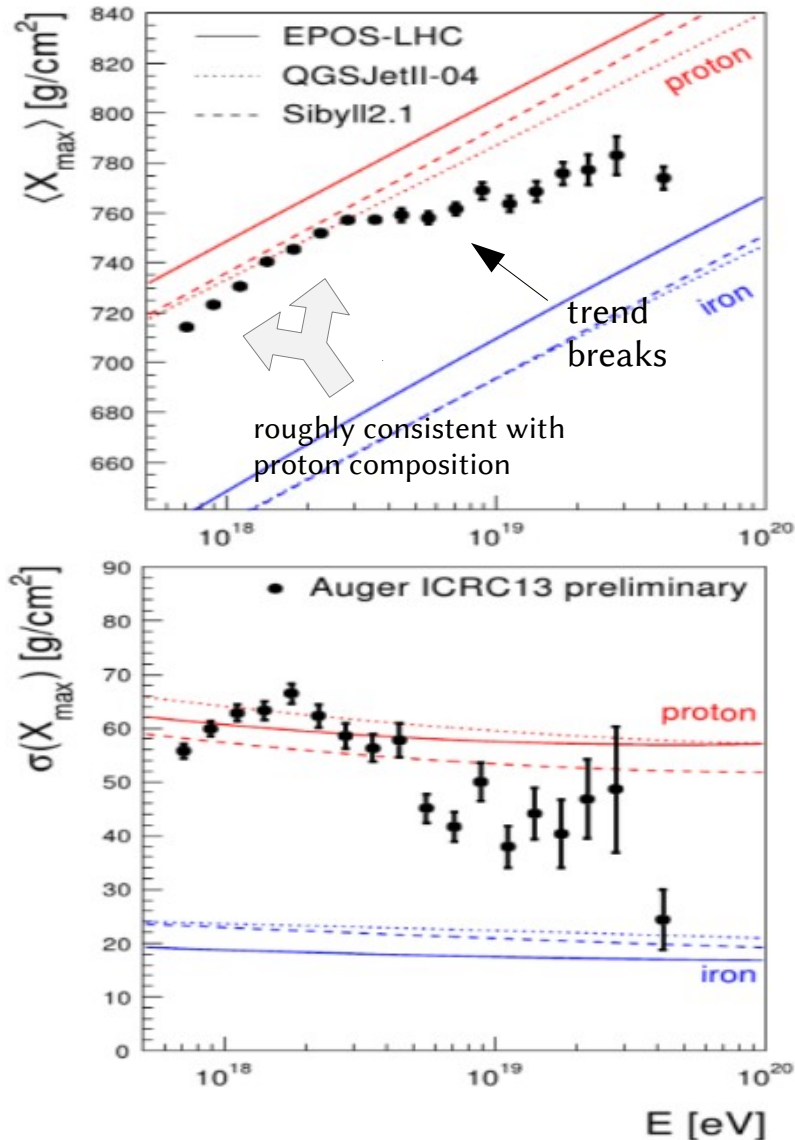 840
820
800
780
760
740
720
700
680
660
⟨X_max⟩ [g/cm²]
EPOS-LHC
QGSJetII-04
Sibyll2.1
proton
iron
trend
breaks
roughly consistent with
proton composition
10¹⁸
10¹⁹
10²⁰
90
80
70
60
50
40
30
20
10
0
σ(X_max) [g/cm²]
Auger ICRC13 preliminary
proton
iron
10¹⁸
10¹⁹
10²⁰
E [eV]